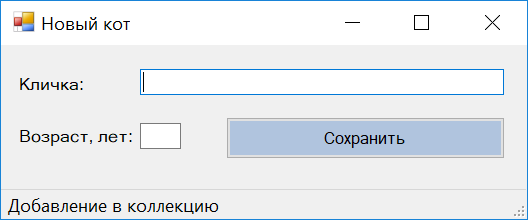 Новый кот
Кличка:
Возраст, лет:
Сохранить
Добавление в коллекцию